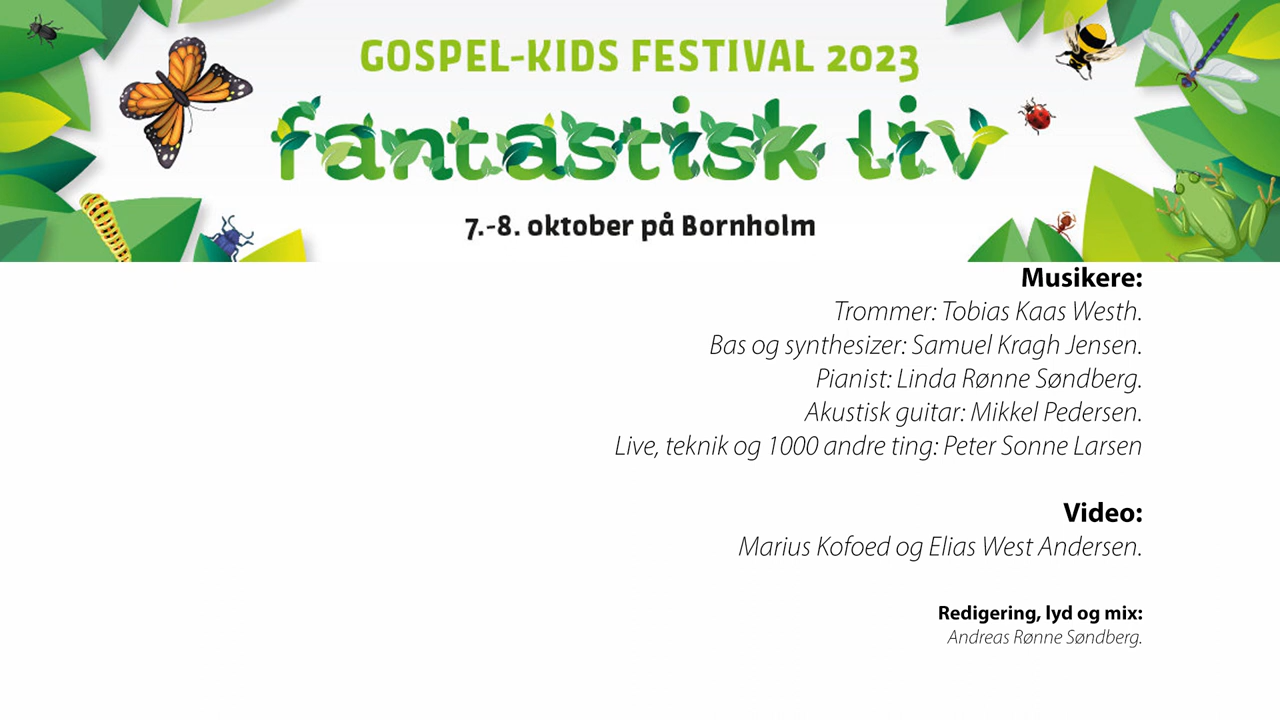 GOSPEL-KIDS FESTIVAL 2023
fantastisk liv
7.-8. oktober på Bornholm
Musikere:
Trommer: Tobias Kaas Westh.
Bas og synthesizer: Samuel Kragh Jensen.
Pianist: Linda Rønne Søndberg.
Akustisk guitar: Mikkel Pedersen.
Live, teknik og 1000 andre ting: Peter Sonne Larsen
Video:
Marius Kofoed og Elias West Andersen.
Redigering, lyd og mix:
Andreas Rønne Søndberg.